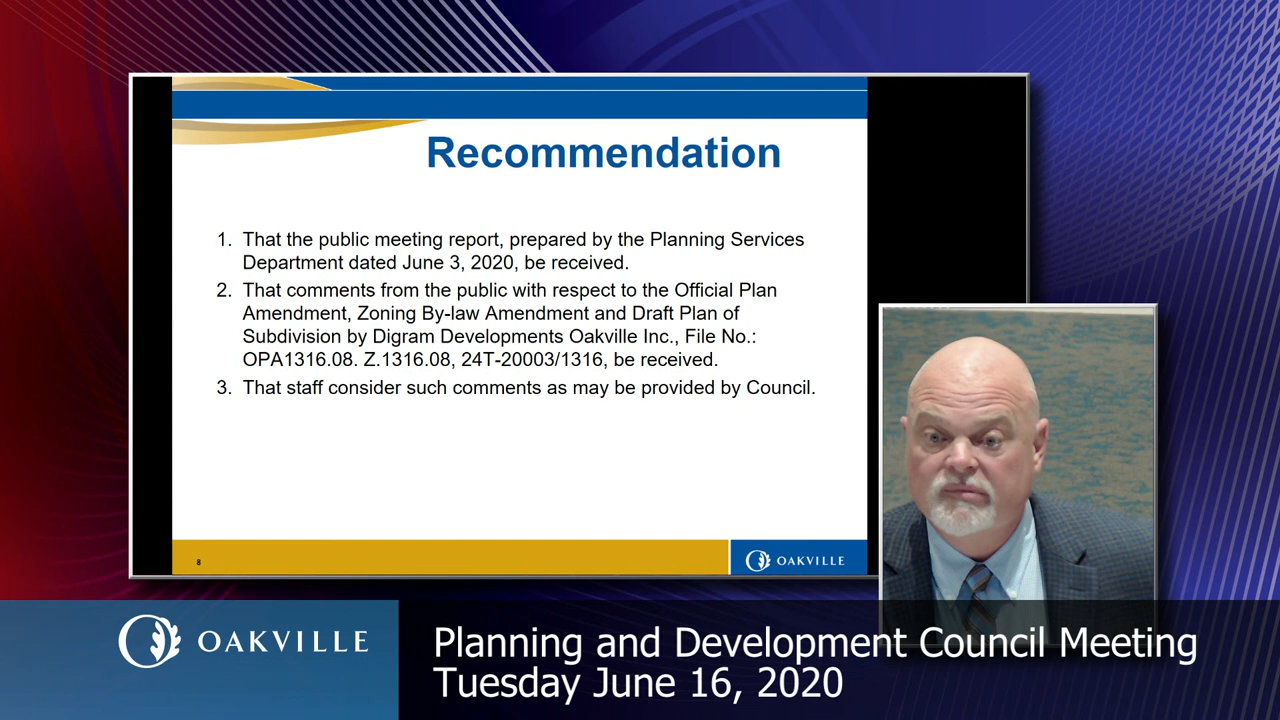 Recommendation
1. That the public meeting report, prepared by the Planning Services
Department dated June 3, 2020, be received.
2. That comments from the public with respect to the Official Plan
Amendment, Zoning By-law Amendment and Draft Plan of
Subdivision by Digram Developments Oakville Inc., File No.:
OPA1316.08. Z.1316.08, 24T-20003/1316, be received.
3. That staff consider such comments as may be provided by Council.
8
OAKVILLE
OAKVILLE
Planning and Development Council Meeting
Tuesday June 16, 2020